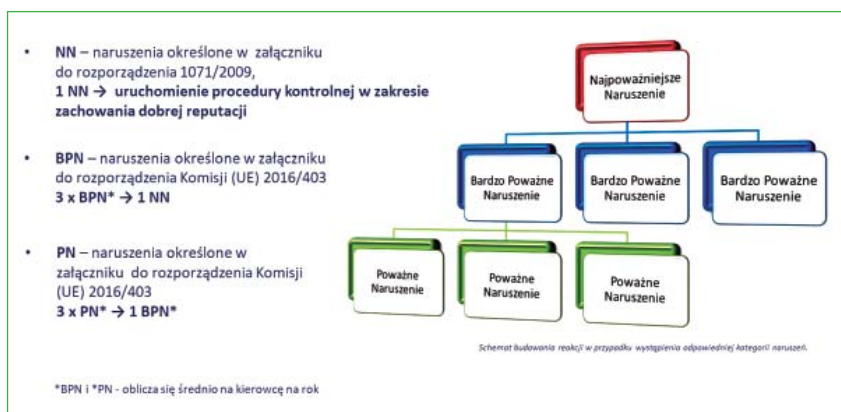 • NN – naruszenia określone w załączniku
do rozporządzenia 1071/2009,
1 NN → uruchomienie procedury kontrolnej w zakresie
zachowania dobrej reputacji
• BPN – naruszenia określone w załączniku
do rozporządzenia Komisji (UE) 2016/403
3 x BPN* → 1 NN
• PN – naruszenia określone w
załączniku do rozporządzenia Komisji
(UE) 2016/403
3 x PN* → 1 BPN*
*BPN i *PN - oblicza się średnio na kierowcę na rok
Najpoważniejsze
Naruszenie
Bardzo Poważne
Naruszenie
Bardzo Poważne
Naruszenie
Bardzo Poważne
Naruszenie
Poważne
Naruszenie
Poważne
Naruszenie
Poważne
Naruszenie
Schemat budowania reakcji w przypadku wystąpienia odpowiedniej kategorii naruszeń.